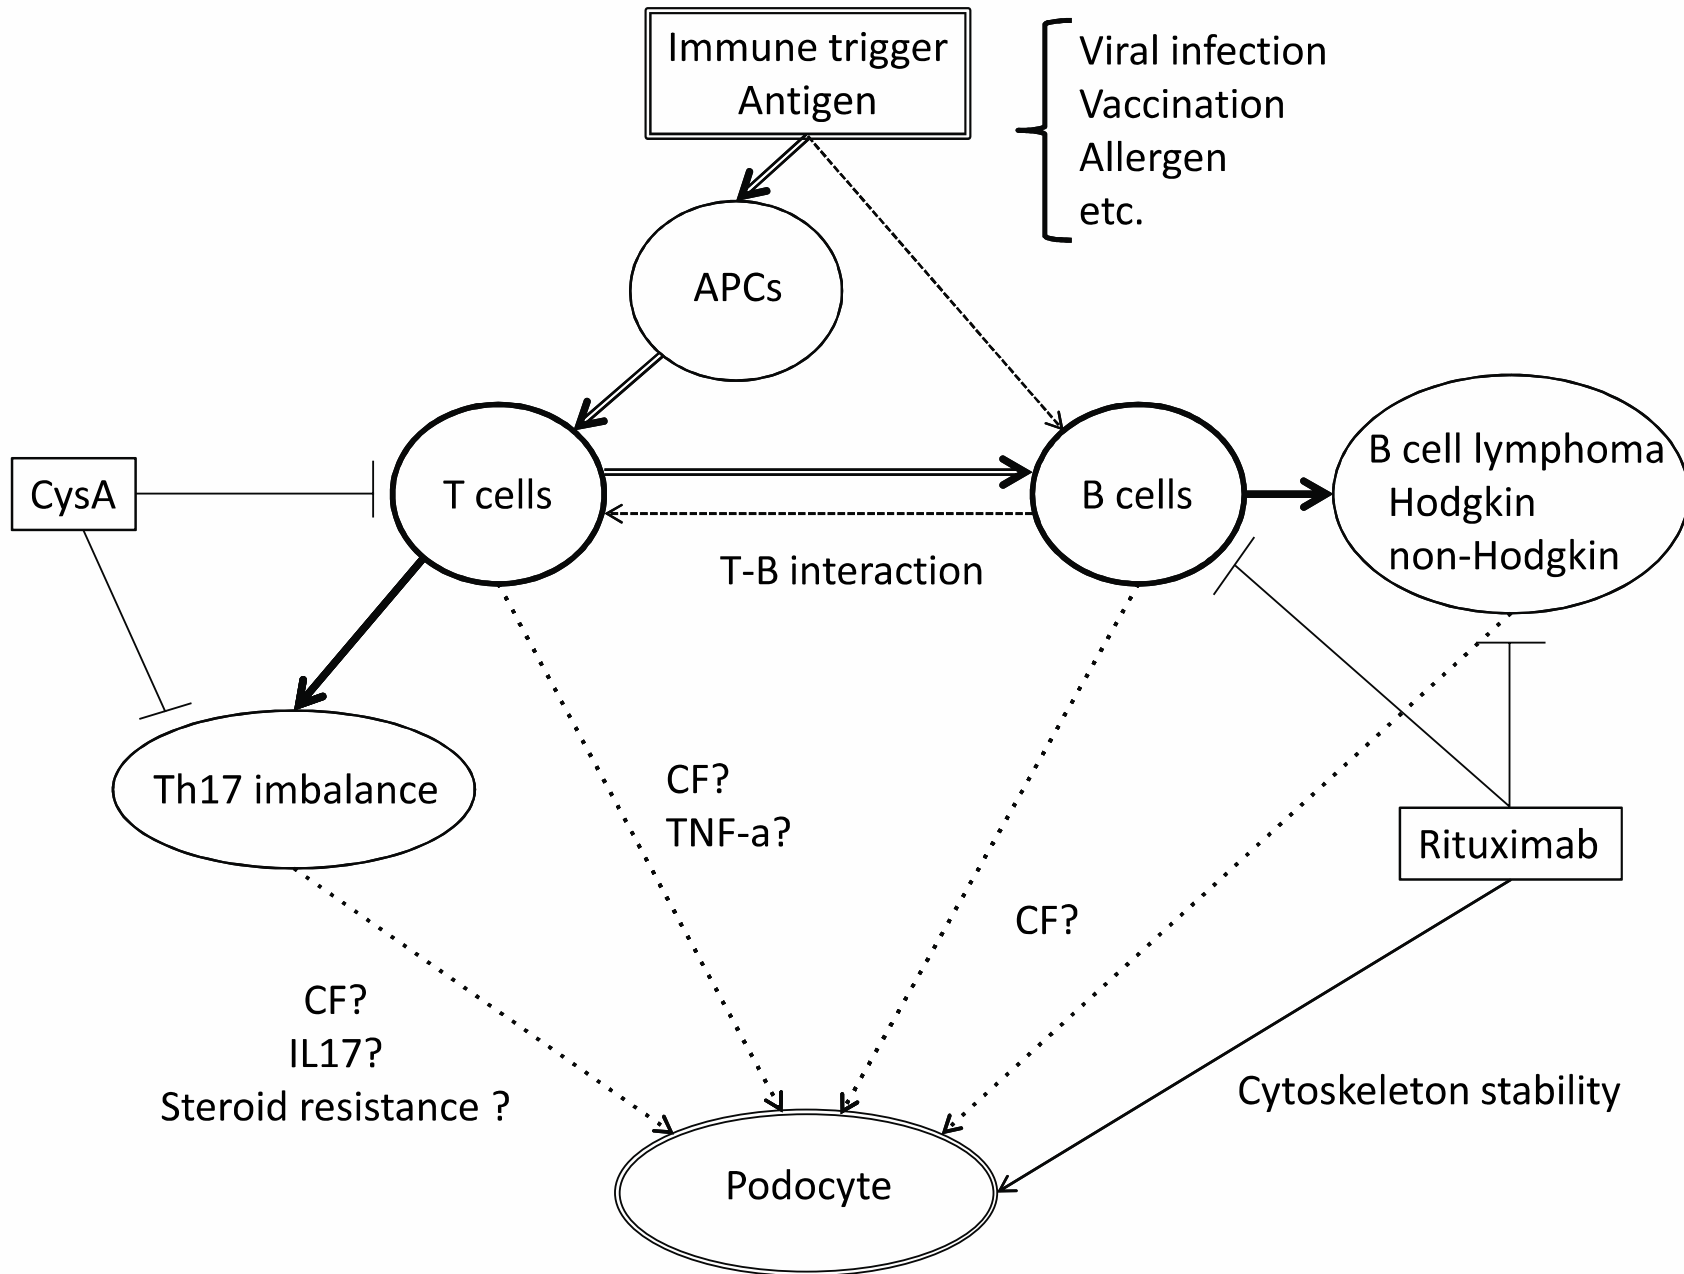 Immune trigger
Antigen
Viral infection
Vaccination
Allergen
etc.
APCs
CysA
T cells
B cells
B cell lymphoma
Hodgkin
non-Hodgkin
T-B interaction
Th17 imbalance
CF?
TNF-a?
Rituximab
CF?
CF?
IL17?
Steroid resistance ?
Cytoskeleton stability
Podocyte